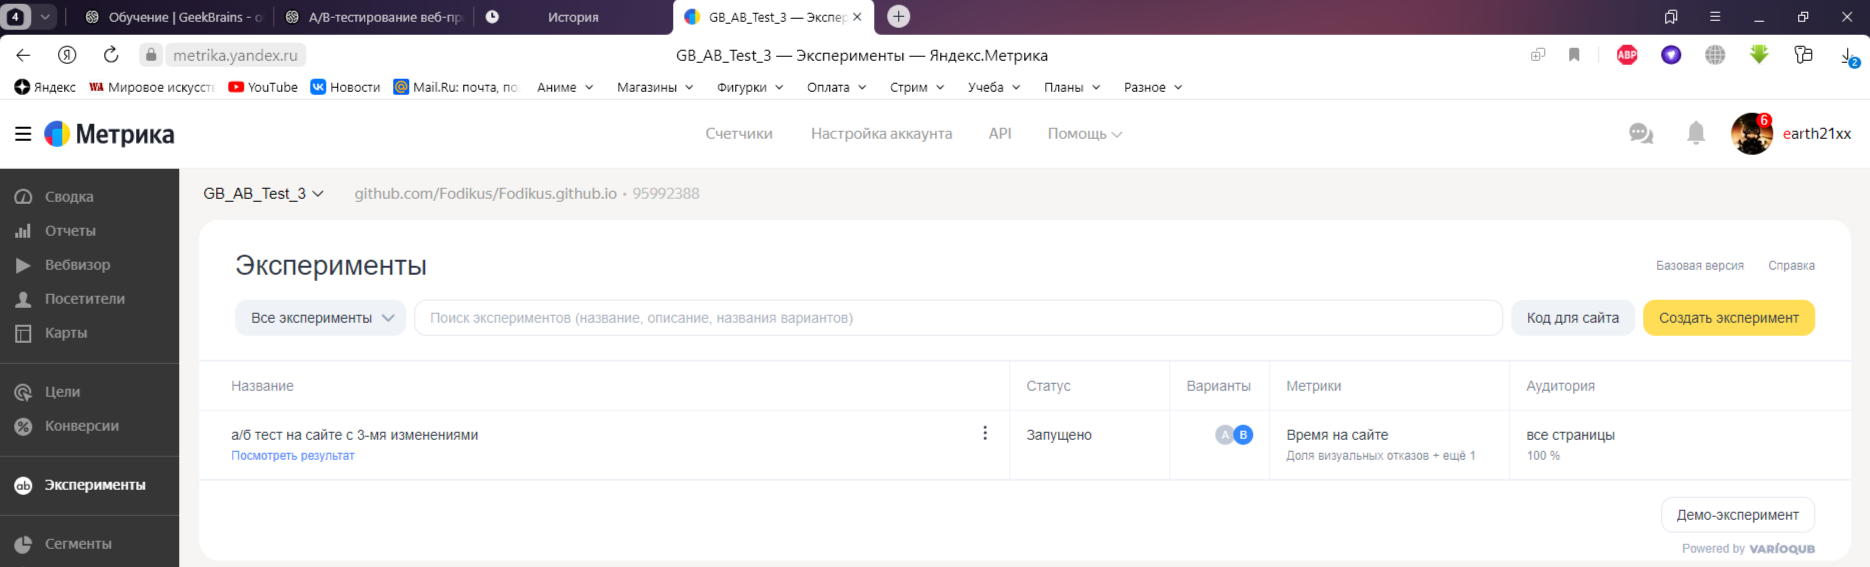 4
Обучение | GeekBrains - о
A/B-тестирование веб-пр
История
GB_AB_Test_3 — Экспер
Я
metrika.yandex.ru
GB_AB_Test_3 — Эксперименты — Яндекс.Метрика
ABP
2
Яндекс
WA Мировое искусств
YouTube
Новости
Mail.Ru: почта, по
Аниме
Магазины
Фигурки
Оплата
Стрим
Учеба
Планы
Разное
Метрика
Счетчики
Настройка аккаунта
API
Помощь
6
earth21xx
Сводка
Отчеты
Вебвизор
Посетители
Карты
Цели
Конверсии
ab Эксперименты
Сегменты
GB_AB_Test_3
github.com/Fodikus/Fodikus.github.io • 95992388
Эксперименты
Базовая версия
Справка
Все эксперименты
Поиск экспериментов (название, описание, названия вариантов)
Код для сайта
Создать эксперимент
Название
Статус
Варианты
Метрики
Аудитория
а/б тест на сайте с 3-мя изменениями
Посмотреть результат
Запущено
A B
Время на сайте
Доля визуальных отказов + ещё 1
все страницы
100 %
Демо-эксперимент
Powered by VARIOQUB